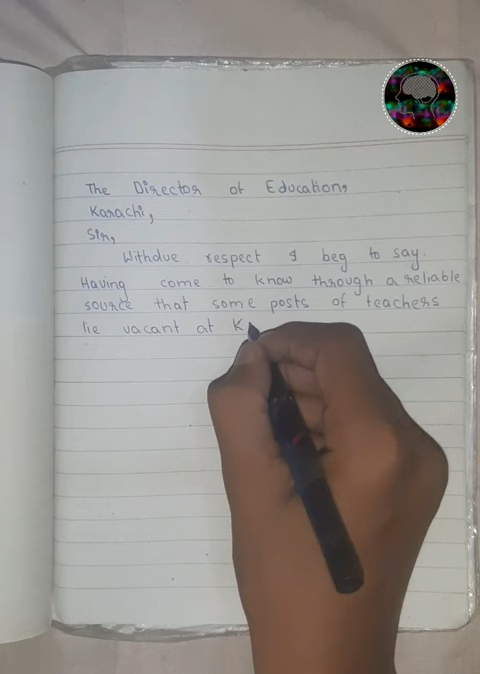 The Director of Education,
Karachi,
Sir,
Withdue respect I beg to say.
Having come to know through a reliable
source that some posts of teachers
lie vacant at K